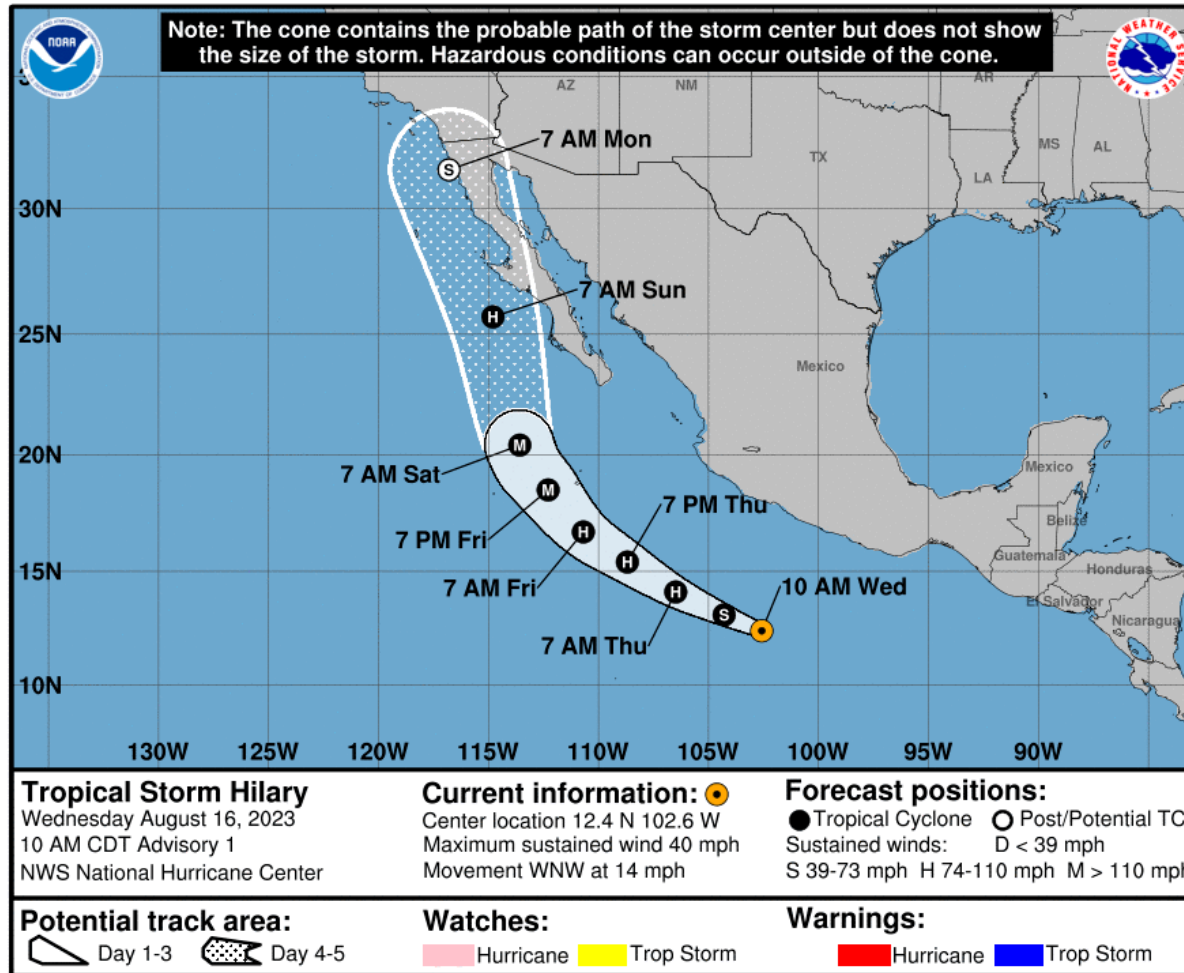 Note: The cone contains the probable path of the storm center but does not show
the size of the storm. Hazardous conditions can occur outside of the cone.
NOAA
NATIONAL WEATHER SERVICE
AZ
NM
AR
TX
MS
AL
LA
7 AM Mon
S
30N
7 AM Sun
H
25N
Mexico
20N
M
7 AM Sat
M
Mexico
7 PM Thu
7 PM Fri
H
Belize
15N
H
7 AM Fri
H
10 AM Wed
Guatemala
Honduras
El Salvador
S
Nicaragua
7 AM Thu
10N
130W 125W 120W 115W 110W 105W 100W 95W 90W
Tropical Storm Hilary
Wednesday August 16, 2023
10 AM CDT Advisory 1
NWS National Hurricane Center
Current information:
Center location 12.4 N 102.6 W
Maximum sustained wind 40 mph
Movement WNW at 14 mph
Forecast positions:
Tropical Cyclone Post/Potential TC
Sustained winds: D < 39 mph
S 39-73 mph H 74-110 mph M > 110 mph
Potential track area:
Day 1-3 Day 4-5
Watches:
Hurricane Trop Storm
Warnings:
Hurricane Trop Storm